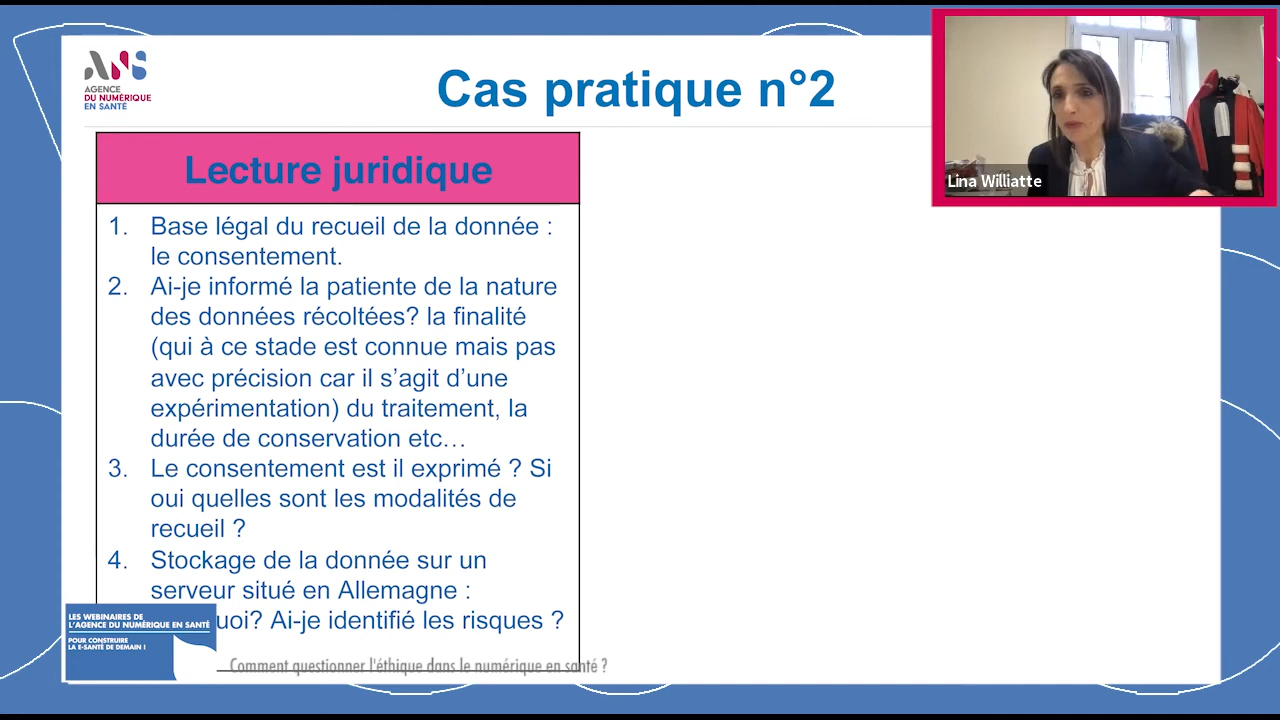 ANS
AGENCE
DU NUMÉRIQUE
EN SANTÉ
Cas pratique n°2
Lina Williatte
Lecture juridique
1. Base légal du recueil de la donnée :
le consentement.
2. Ai-je informé la patiente de la nature
des données récoltées? la finalité
(qui à ce stade est connue mais pas
avec précision car il s'agit d'une
expérimentation) du traitement, la
durée de conservation etc…
3. Le consentement est il exprimé ? Si
oui quelles sont les modalités de
recueil ?
4. Stockage de la donnée sur un
serveur situé en Allemagne :
uoi? Ai-je identifié les risques ?
LES WEBINAIRES DE
L'AGENCE DU NUMÉRIQUE EN SANTÉ
POUR CONSTRUIRE
LA E-SANTÉ DE DEMAIN !
Comment questionner l'éthique dans le numérique en santé ?